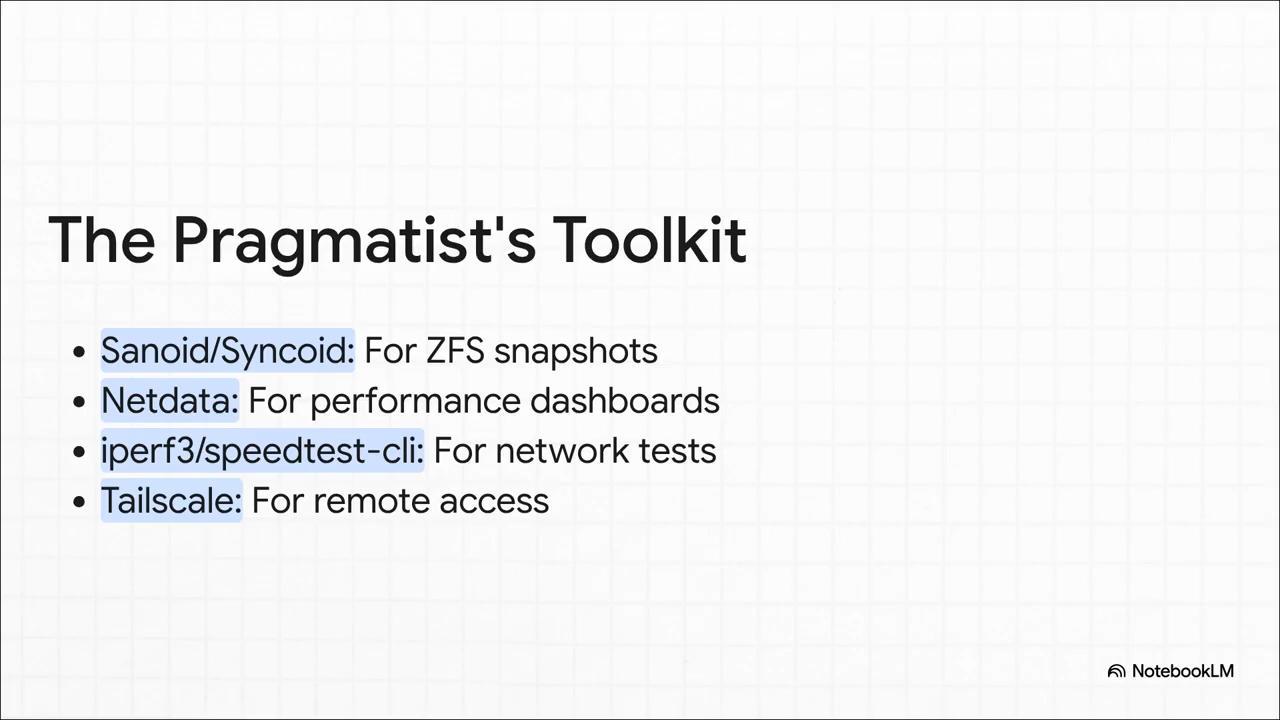 The Pragmatist's Toolkit
• Sanoid/Syncoid: For ZFS snapshots
• Netdata: For performance dashboards
• iperf3/speedtest-cli: For network tests
• Tailscale: For remote access
NotebookLM